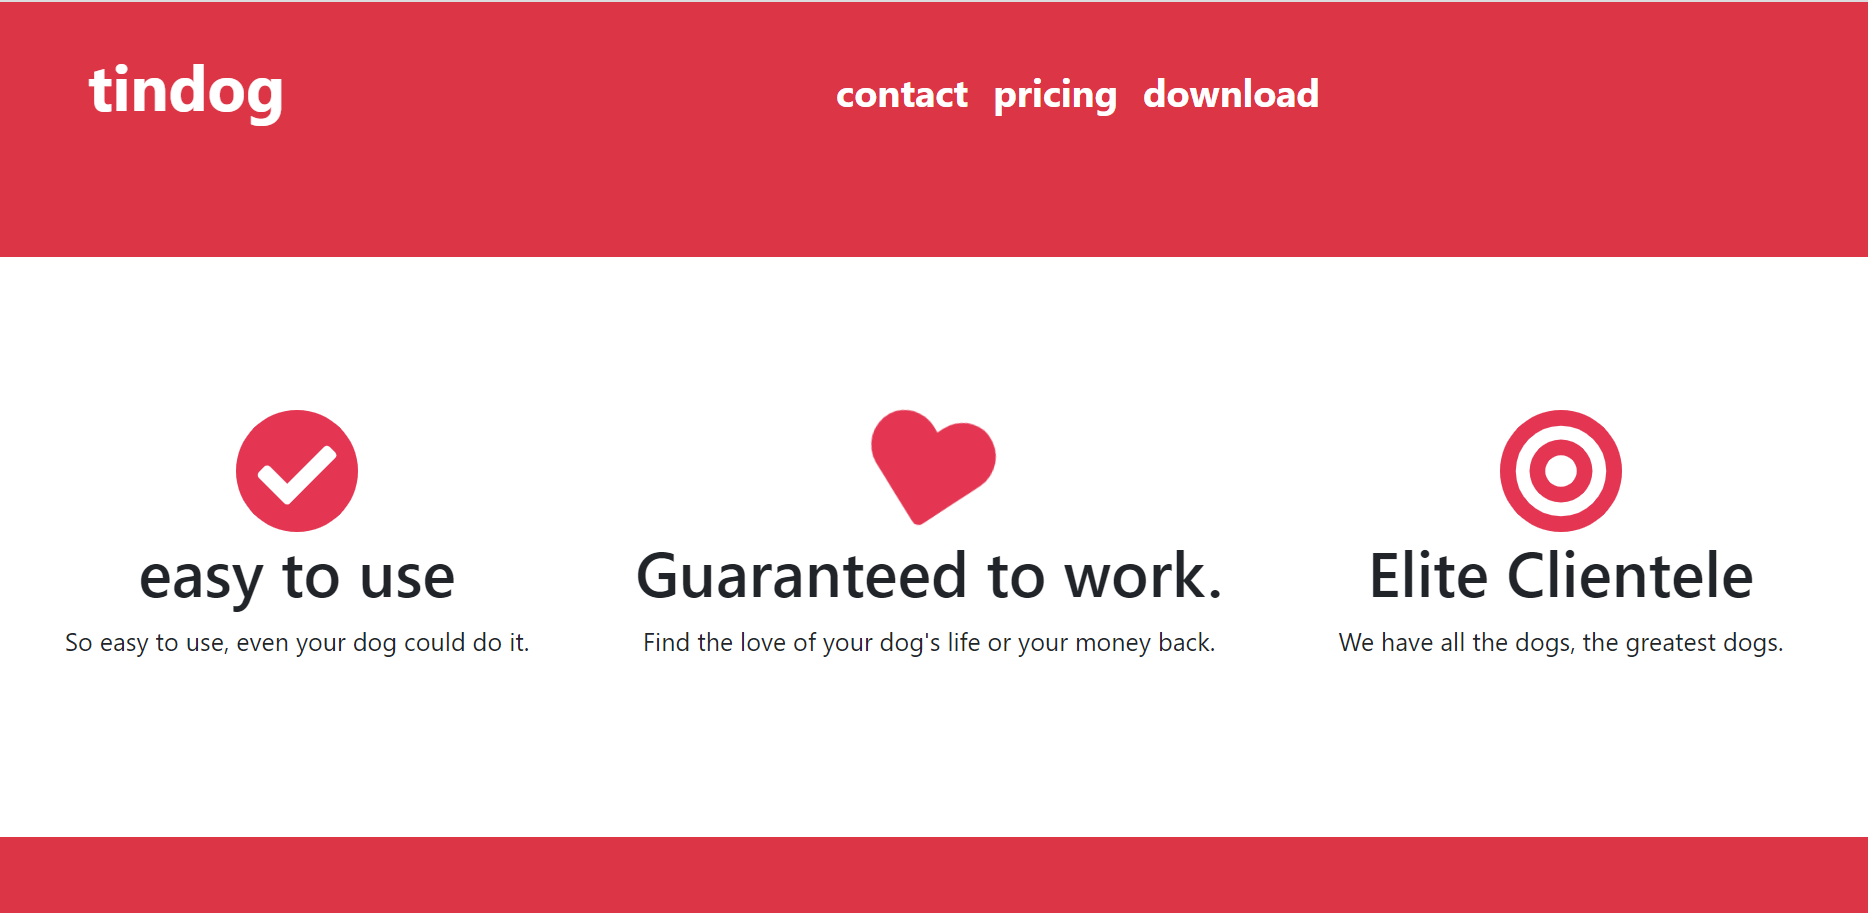 tindog
contact pricing download
easy to use
So easy to use, even your dog could do it.
Guaranteed to work.
Find the love of your dog's life or your money back.
Elite Clientele
We have all the dogs, the greatest dogs.